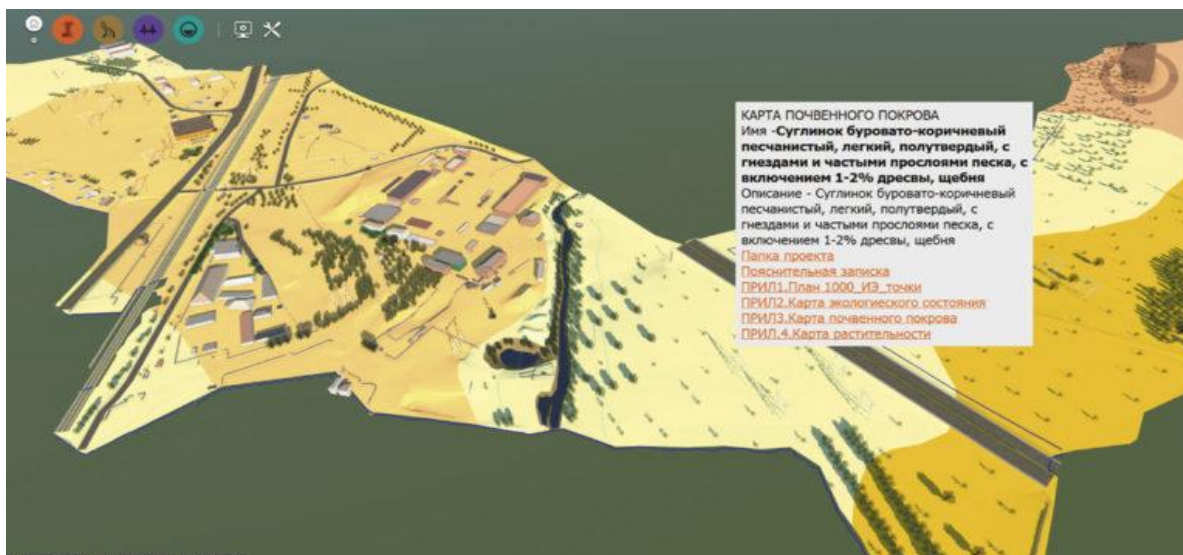 КАРТА ПОЧВЕННОГО ПОКРОВА
Имя -Суглинок буровато-коричневый
песчанистый, легкий, полутвердый, с
гнездами и частыми прослоями песка, с
включением 1-2% дресвы, щебня
Описание - Суглинок буровато-коричневый
песчанистый, легкий, полутвердый, с
гнездами и частыми прослоями песка, с
включением 1-2% дресвы, щебня
Папка проекта
Пояснительная записка
ПРИЛ1.План 1000_ИЭ_точки
ПРИЛ2.Карта экологиеского состояния
ПРИЛ3.Карта почвенного покрова
ПРИЛ.4.Карта растительности